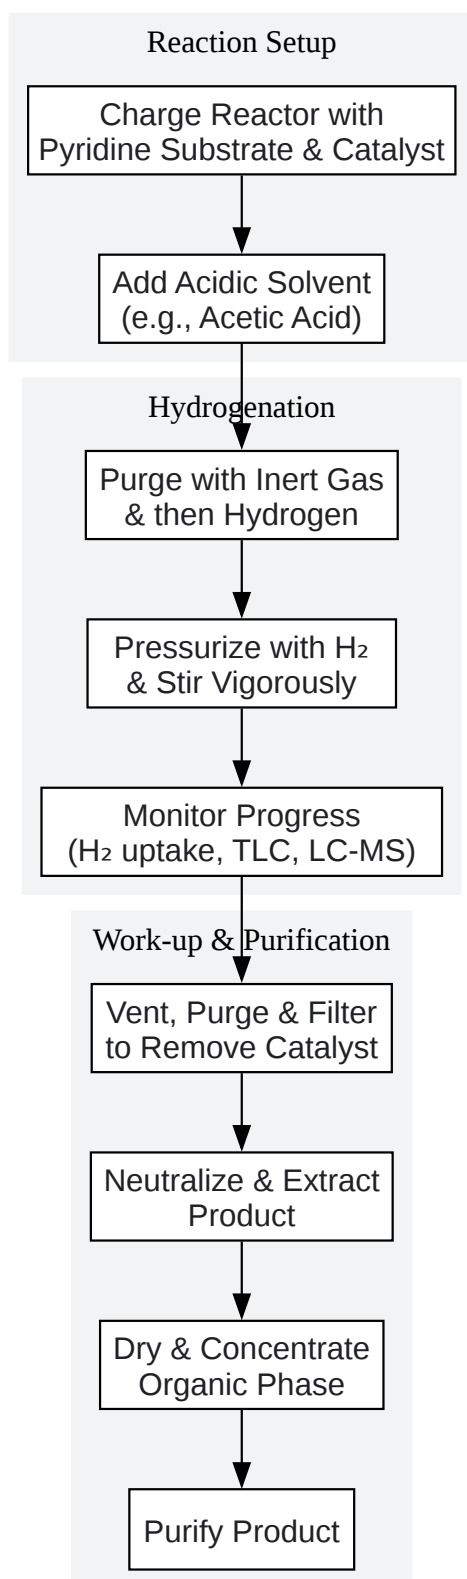 Reaction Setup
Charge Reactor with
Pyridine Substrate & Catalyst
Add Acidic Solvent
(e.g., Acetic Acid)
Hydrogenation
Purge with Inert Gas
& then Hydrogen
Pressurize with H₂
& Stir Vigorously
Monitor Progress
(H₂ uptake, TLC, LC-MS)
Work-up & Purification
Vent, Purge & Filter
to Remove Catalyst
Neutralize & Extract
Product
Dry & Concentrate
Organic Phase
Purify Product